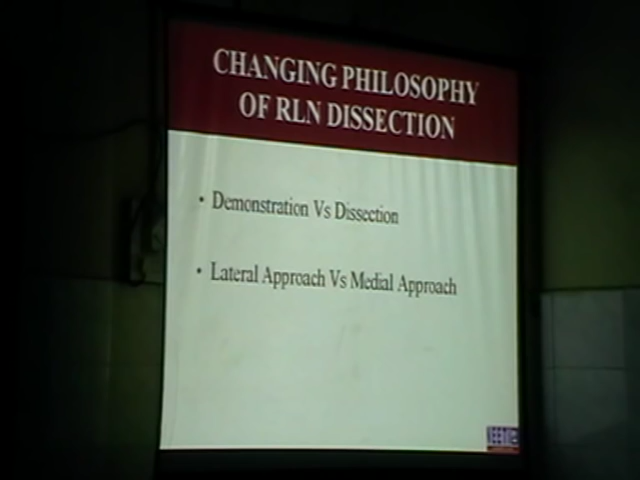 CHANGING PHILOSOPHY
OF RLN DISSECTION
• Demonstration Vs Dissection
• Lateral Approach Vs Medial Approach